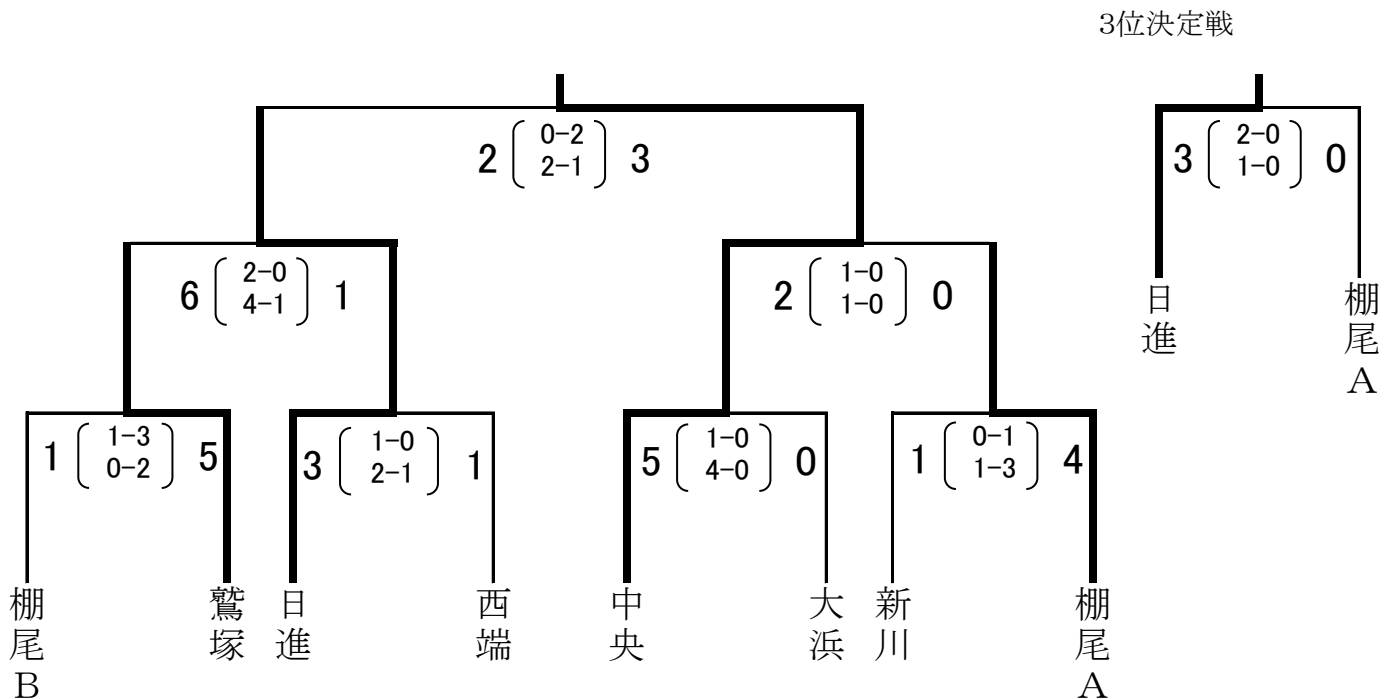 3位決定戦
2 ( 0-2 2-1 ) 3
3 ( 2-0 1-0 ) 0
6 ( 2-0 4-1 ) 1
2 ( 1-0 1-0 ) 0
日進
棚尾A
1 ( 1-3 0-2 ) 5
3 ( 1-0 2-1 ) 1
5 ( 1-0 4-0 ) 0
1 ( 0-1 1-3 ) 4
棚尾B
鷲塚
日進
西端
中央
大浜
新川
棚尾A